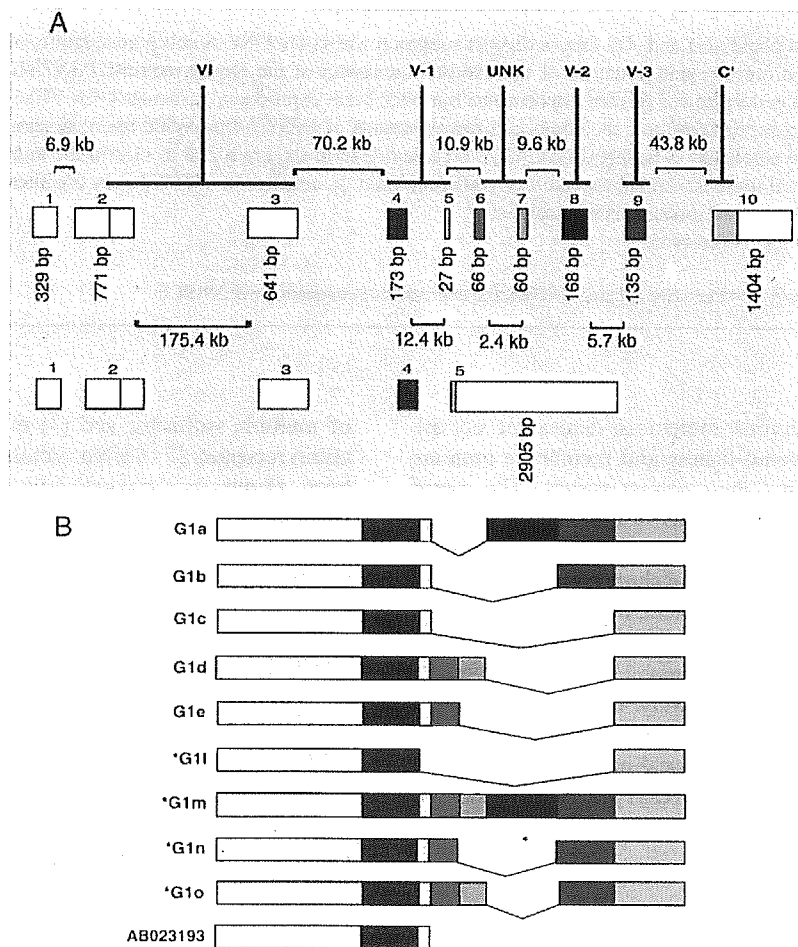 A
VI V-1 UNK V-2 V-3 C'
6.9 kb 70.2 kb 10.9 kb 9.6 kb 43.8 kb
1 2 3 4 5 6 7 8 9 10
329 bp 771 bp 641 bp 173 bp 27 bp 66 bp 60 bp 168 bp 135 bp 1404 bp
175.4 kb 12.4 kb 2.4 kb 5.7 kb
1 2 3 4 5
2905 bp
B
G1a
G1b
G1c
G1d
G1e
*G1l
*G1m
*G1n
*G1o
AB023193